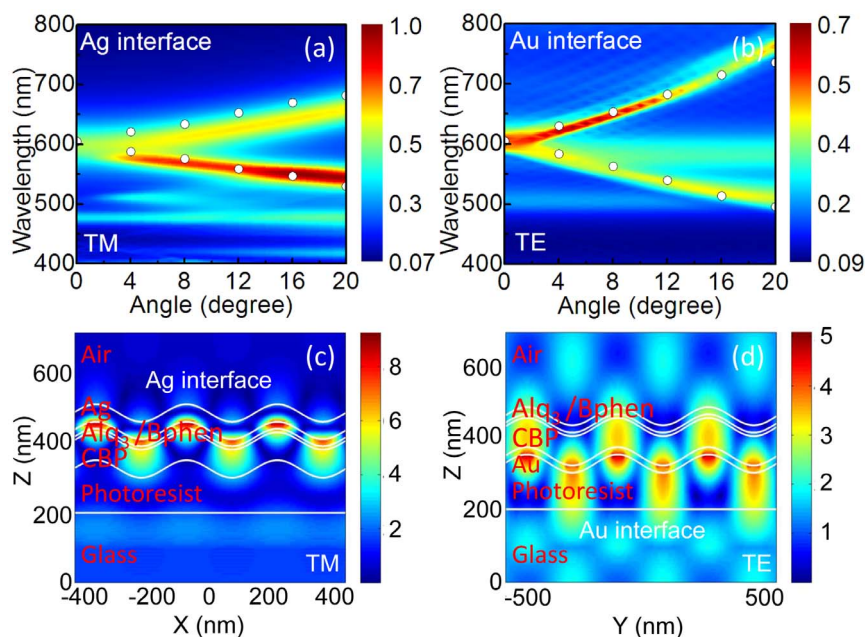 Ag interface
(a)
TM
Wavelength (nm)
800
700
600
500
400
0
4
8
12
16
20
Angle (degree)
1.0
0.7
0.5
0.3
0.07
Au interface
(b)
TE
Wavelength (nm)
800
700
600
500
400
0
4
8
12
16
20
Angle (degree)
0.7
0.6
0.4
0.2
0.09
(c)
Air
Ag interface
Ag
Alq3/Bphen
CBP
Photoresist
Glass
TM
Z (nm)
600
400
200
0
-400
-200
0
200
400
X (nm)
8
6
4
2
(d)
Air
Alq3/Bphen
CBP
Au
Photoresist
Au interface
Glass
TE
Z (nm)
600
400
200
0
-500
500
Y (nm)
5
4
3
2
1
0